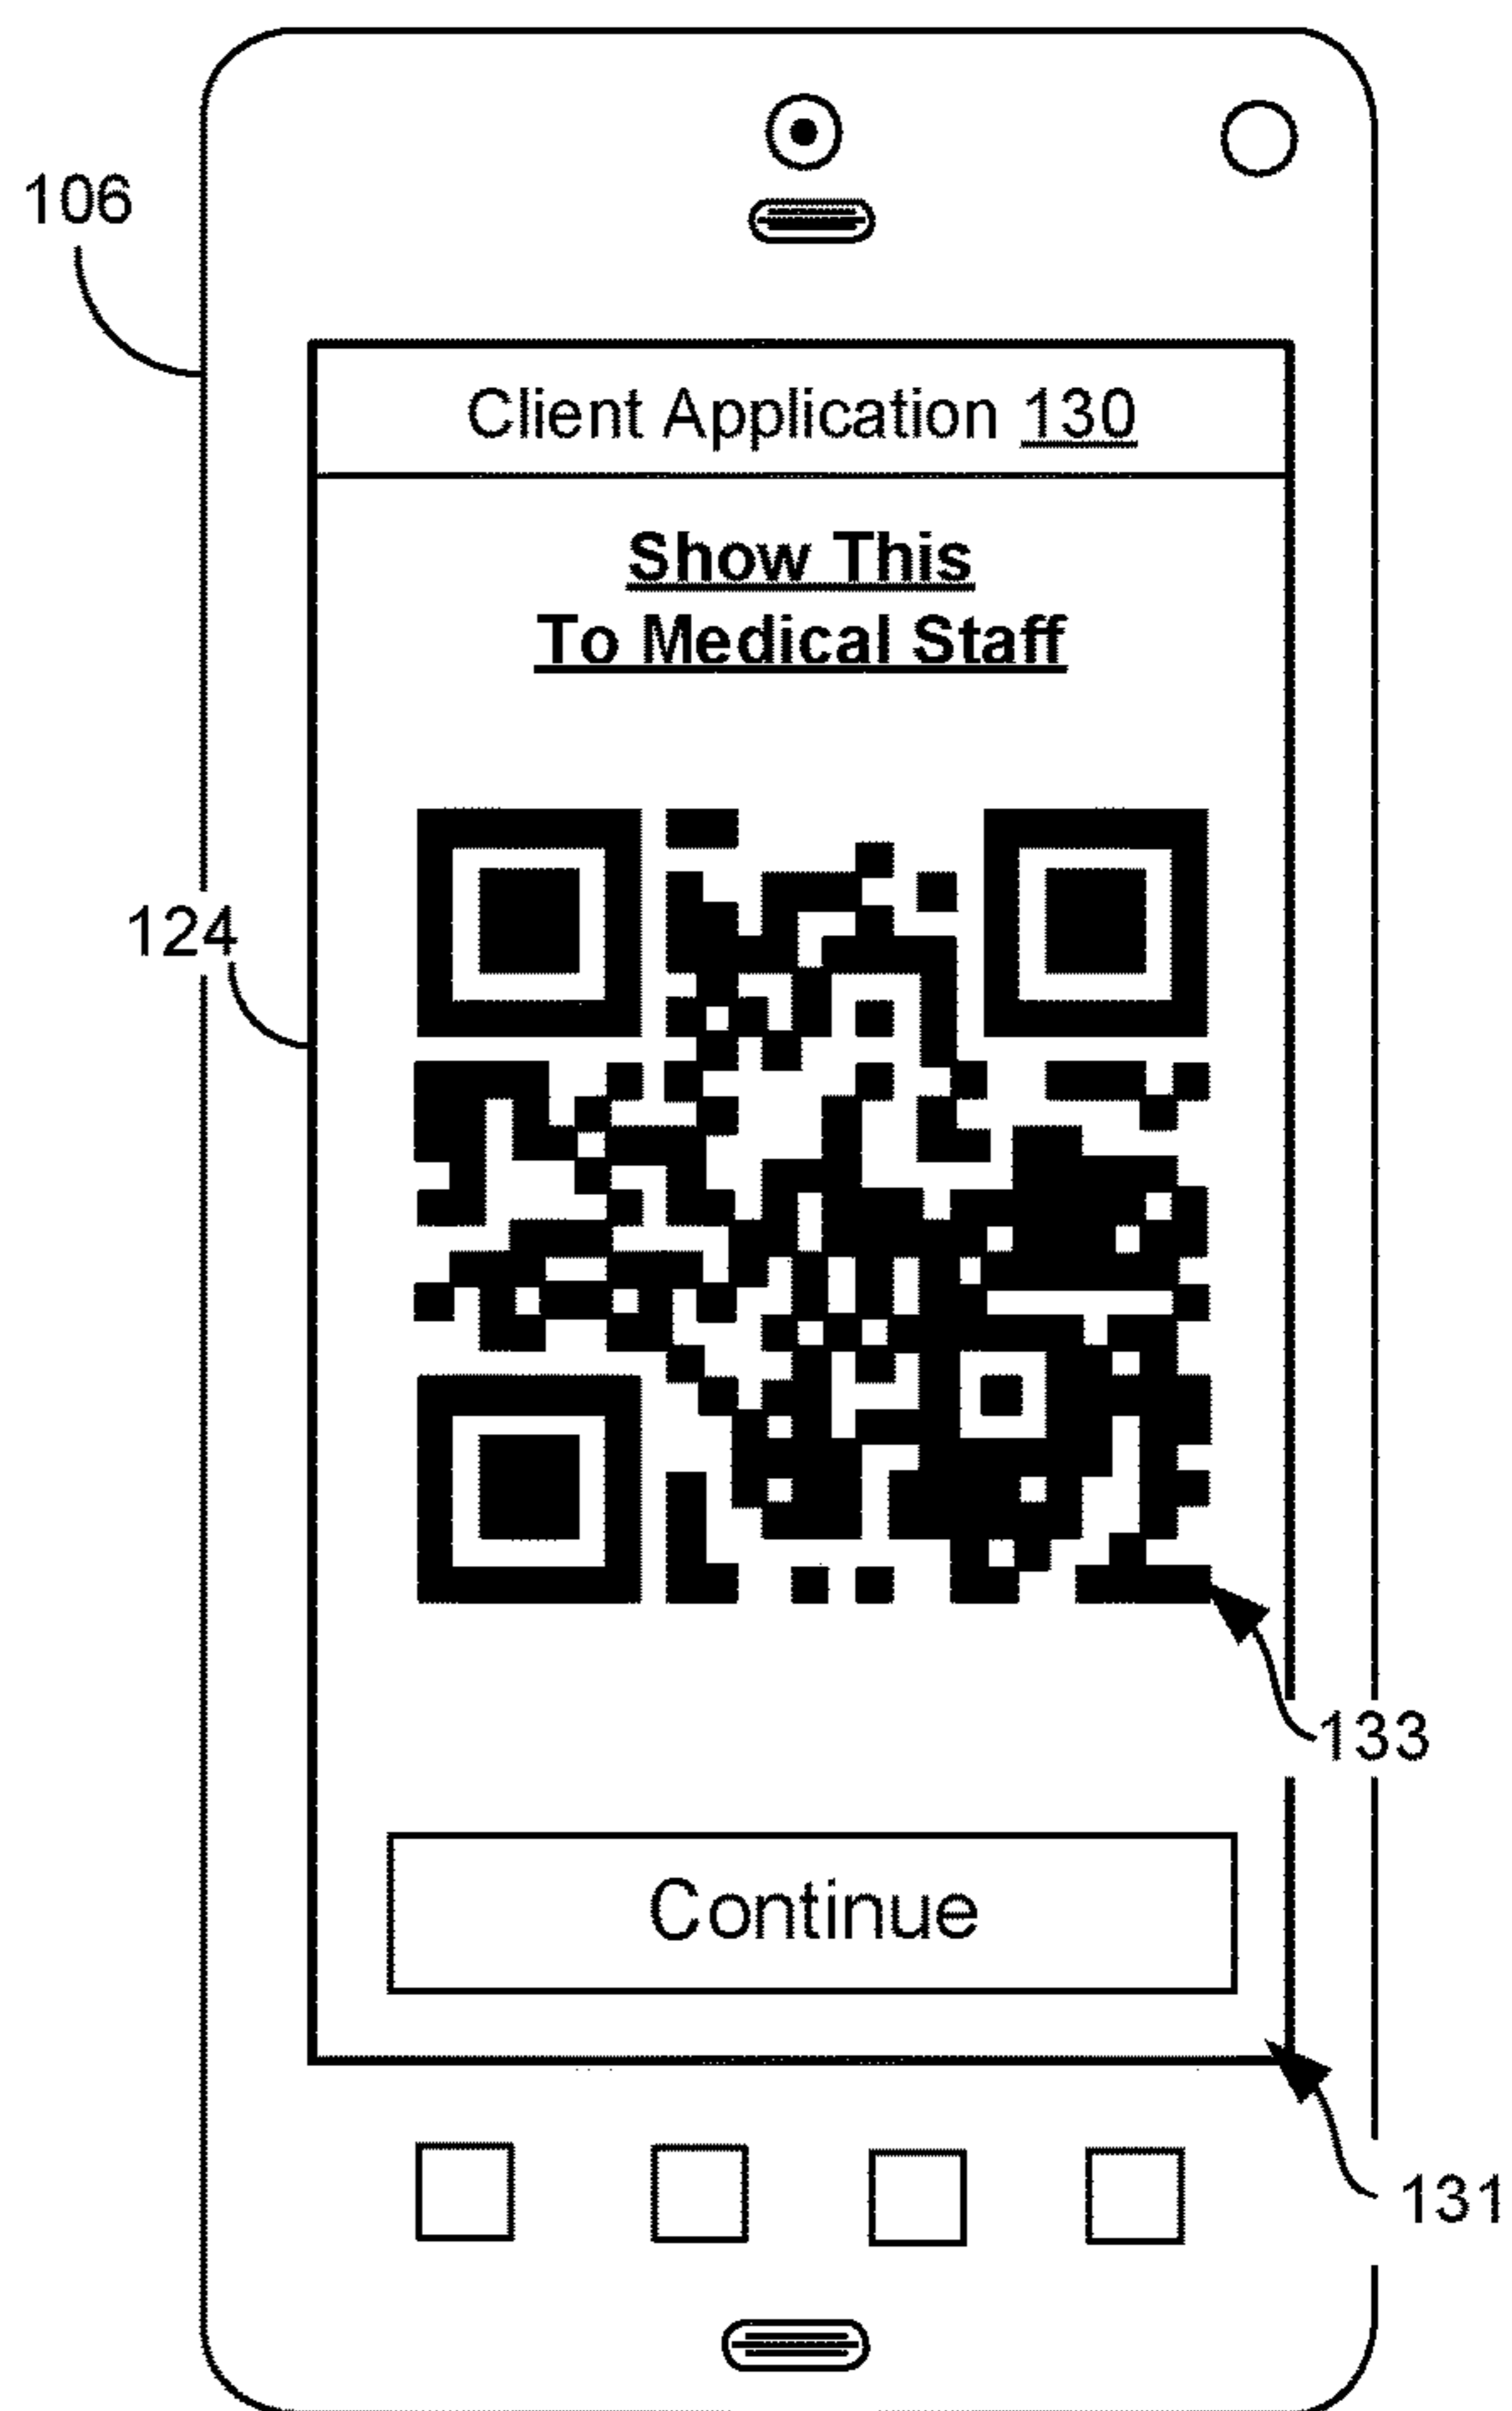 106
Client Application 130
Show This
To Medical Staff
124
133
Continue
131